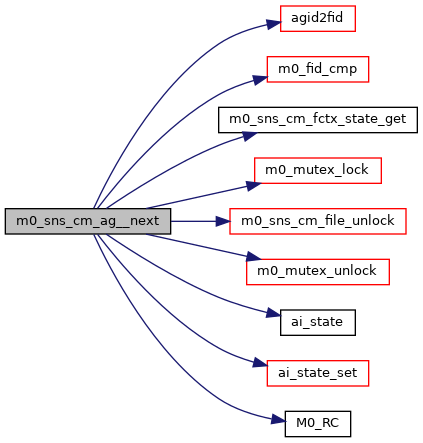 agid2fid
m0_fid_cmp
m0_sns_cm_fctx_state_get
m0_mutex_lock
m0_sns_cm_ag__next
m0_sns_cm_file_unlock
m0_mutex_unlock
ai_state
ai_state_set
M0_RC